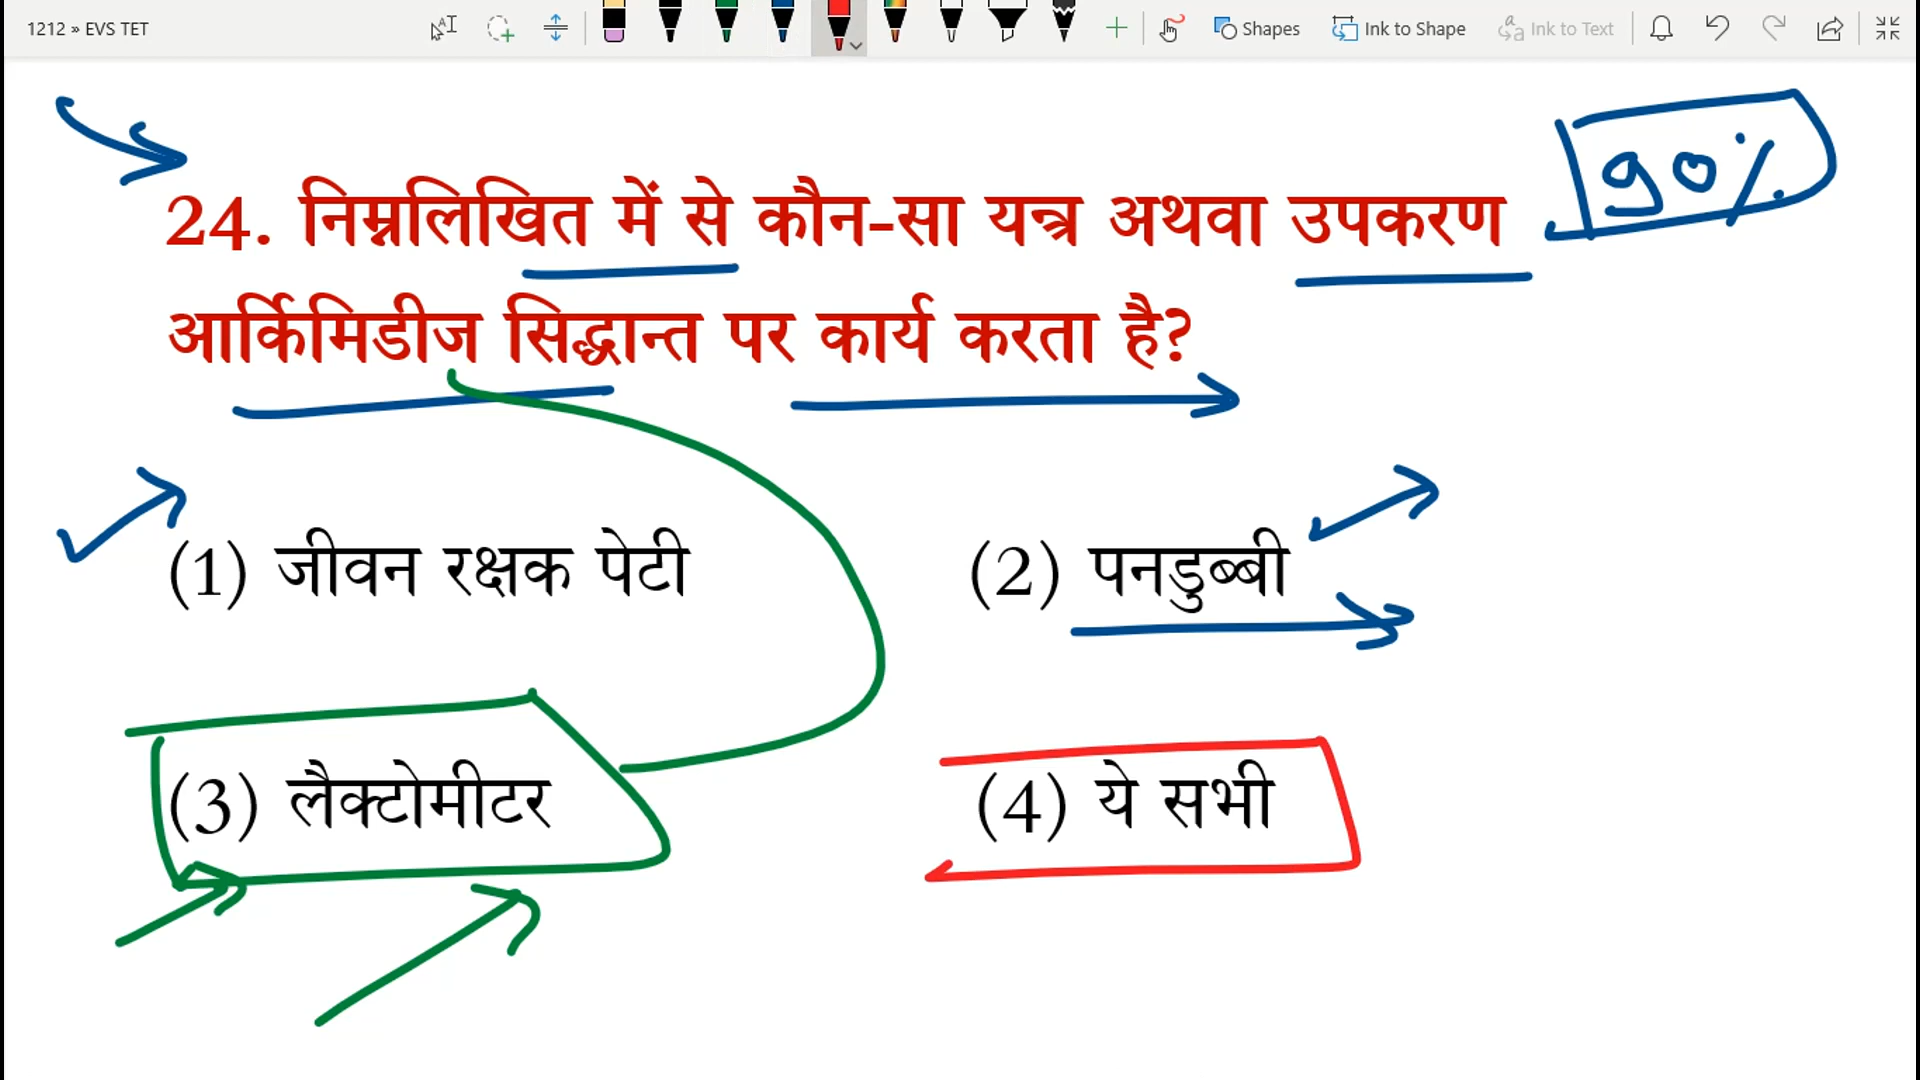 1212 » EVS TET
Shapes
Ink to Shape
Ink to Text
90%
24. निम्नलिखित में से कौन-सा यन्त्र अथवा उपकरण
आर्किमिडीज सिद्धान्त पर कार्य करता है?
(1) जीवन रक्षक पेटी
(2) पनडुब्बी
(3) लैक्टोमीटर
(4) ये सभी